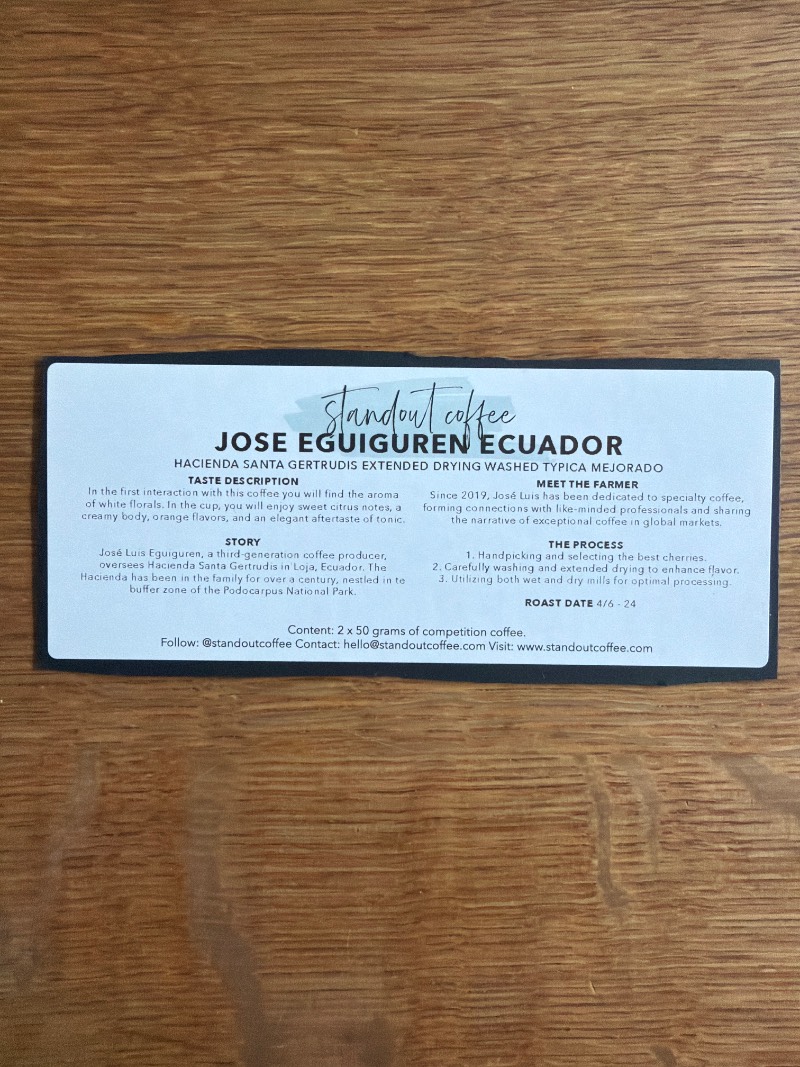 standout coffee
JOSE EGUIGUREN ECUADOR
HACIENDA SANTA GERTRUDIS EXTENDED DRYING WASHED TYPICA MEJORADO
TASTE DESCRIPTION
In the first interaction with this coffee you will find the aroma
of white florals. In the cup, you will enjoy sweet citrus notes, a
creamy body, orange flavors, and an elegant aftertaste of tonic.
STORY
José Luis Eguiguren, a third-generation coffee producer,
oversees Hacienda Santa Gertrudis in Loja, Ecuador. The
Hacienda has been in the family for over a century, nestled in te
buffer zone of the Podocarpus National Park.
MEET THE FARMER
Since 2019, José Luis has been dedicated to specialty coffee,
forming connections with like-minded professionals and sharing
the narrative of exceptional coffee in global markets.
THE PROCESS
1. Handpicking and selecting the best cherries.
2. Carefully washing and extended drying to enhance flavor.
3. Utilizing both wet and dry mills for optimal processing.
ROAST DATE 4/6 - 24
Content: 2 x 50 grams of competition coffee.
Follow: @standoutcoffee Contact: hello@standoutcoffee.com Visit: www.standoutcoffee.com